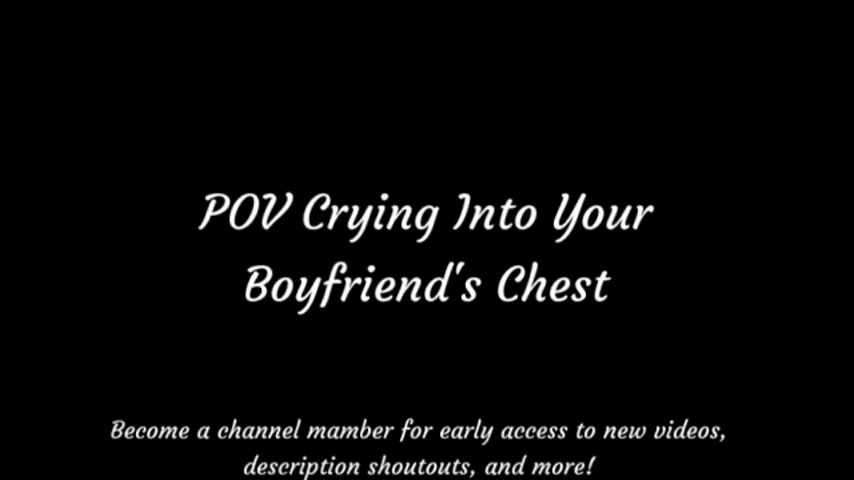 POV Crying Into Your
Boyfriend's Chest
Become a channel mamber for early access to new videos,
description shoutouts, and more!